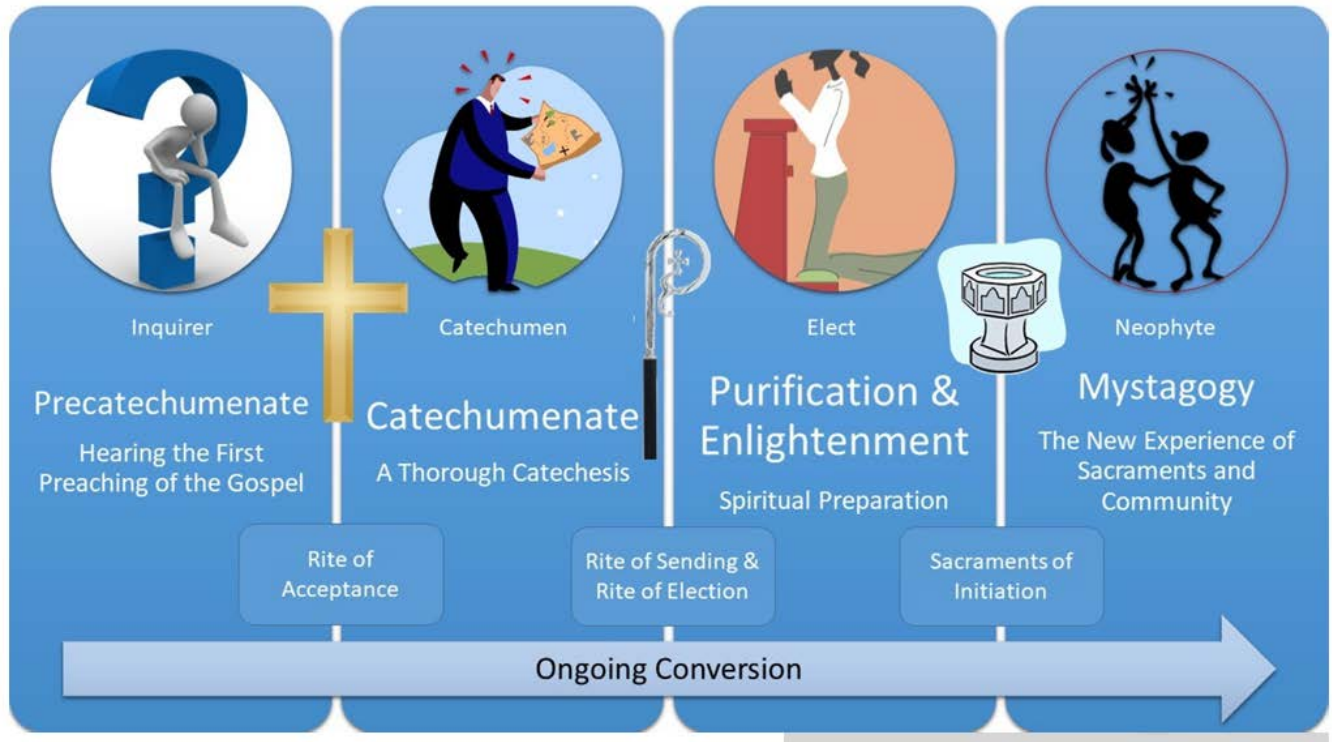 Inquirer
Precatechumenate
Hearing the First
Preaching of the Gospel
Rite of
Acceptance
Catechumen
Catechumenate
A Thorough Catechesis
Rite of Sending &
Rite of Election
Elect
Purification &
Enlightenment
Spiritual Preparation
Sacraments of
Initiation
Neophyte
Mystagogy
The New Experience of
Sacraments and
Community
Ongoing Conversion